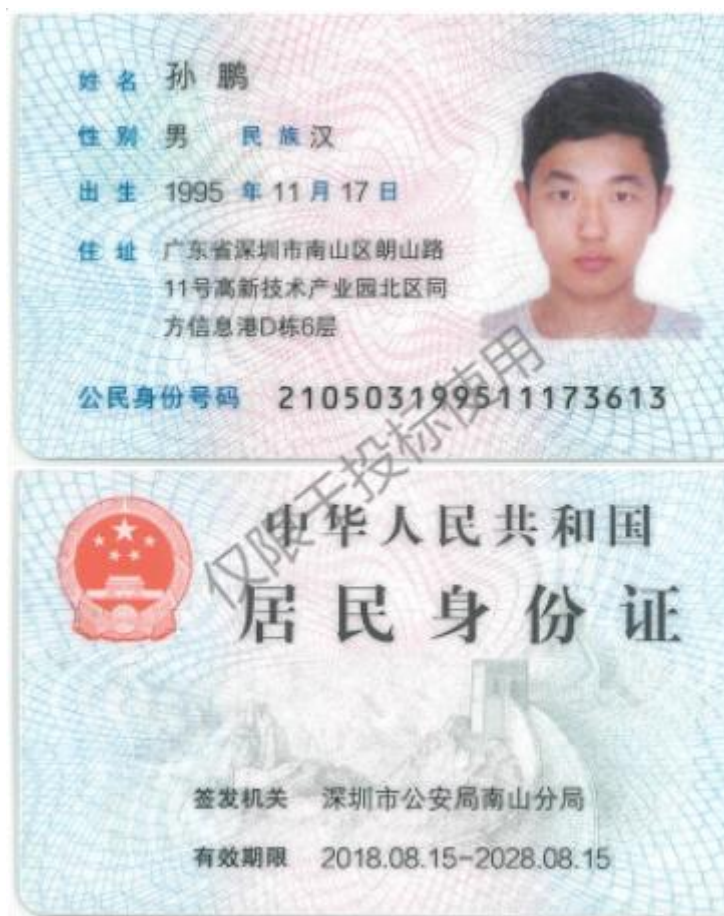 姓名 孙鹏
性别 男 民族 汉
出生 1995 年 11 月 17 日
住址 广东省深圳市南山区朗山路
11号高新技术产业园北区同
方信息港D栋6层
公民身份号码 210503199511173613
仅限于投标使用
中华人民共和国
居民身份证
签发机关 深圳市公安局南山分局
有效期限 2018.08.15-2028.08.15